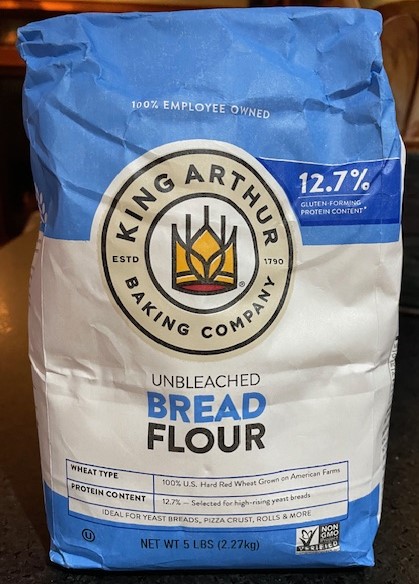 100% EMPLOYEE OWNED
12.7%
GLUTEN-FORMING
PROTEIN CONTENT*
KING ARTHUR
ESTD 1790
®
BAKING COMPANY
UNBLEACHED
BREAD
FLOUR
WHEAT TYPE 100% U.S. Hard Red Wheat Grown on American Farms
PROTEIN CONTENT 12.7% — Selected for high-rising yeast breads
IDEAL FOR YEAST BREADS, PIZZA CRUST, ROLLS & MORE
U
NET WT 5 LBS (2.27kg)
NON
GMO
VERIFIED